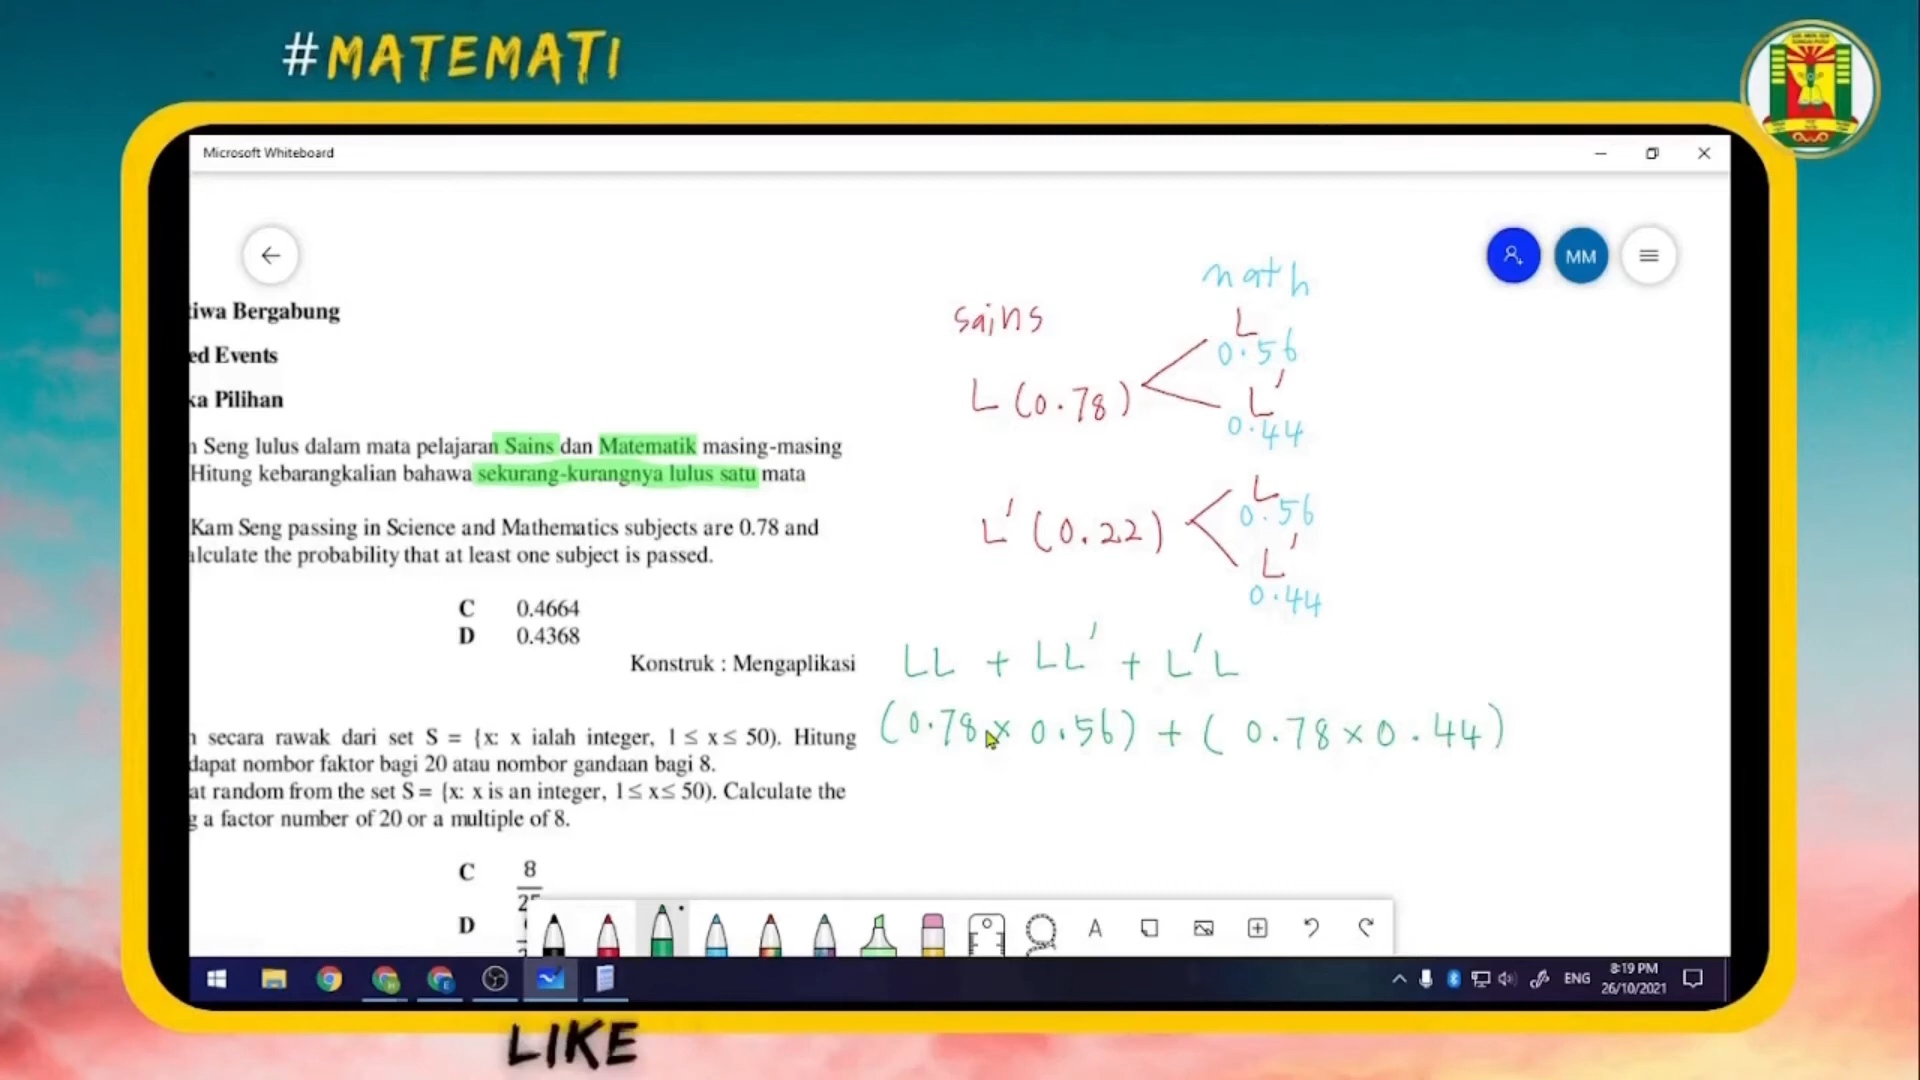 #MATEMATI
Microsoft Whiteboard
MM
iwa Bergabung
ed Events
ka Pilihan
Seng lulus dalam mata pelajaran Sains dan Matematik masing-masing
Hitung kebarangkalian bahawa sekurang-kurangnya lulus satu mata
Kam Seng passing in Science and Mathematics subjects are 0.78 and
alculate the probability that at least one subject is passed.
C 0.4664
D 0.4368
Konstruk : Mengaplikasi
secara rawak dari set S = {x: x ialah integer, 1 ≤ x ≤ 50). Hitung
dapat nombor faktor bagi 20 atau nombor gandaan bagi 8.
at random from the set S = {x: x is an integer, 1 ≤ x ≤ 50). Calculate the
g a factor number of 20 or a multiple of 8.
C 8
D
math
sains
L
0.56
L (0.78)
L'
0.44
L
0.56
L' (0.22)
L'
0.44
LL + LL' + L'L
(0.78 × 0.56) + (0.78 × 0.44)
A
ENG
8:19 PM
26/10/2021
LIKE